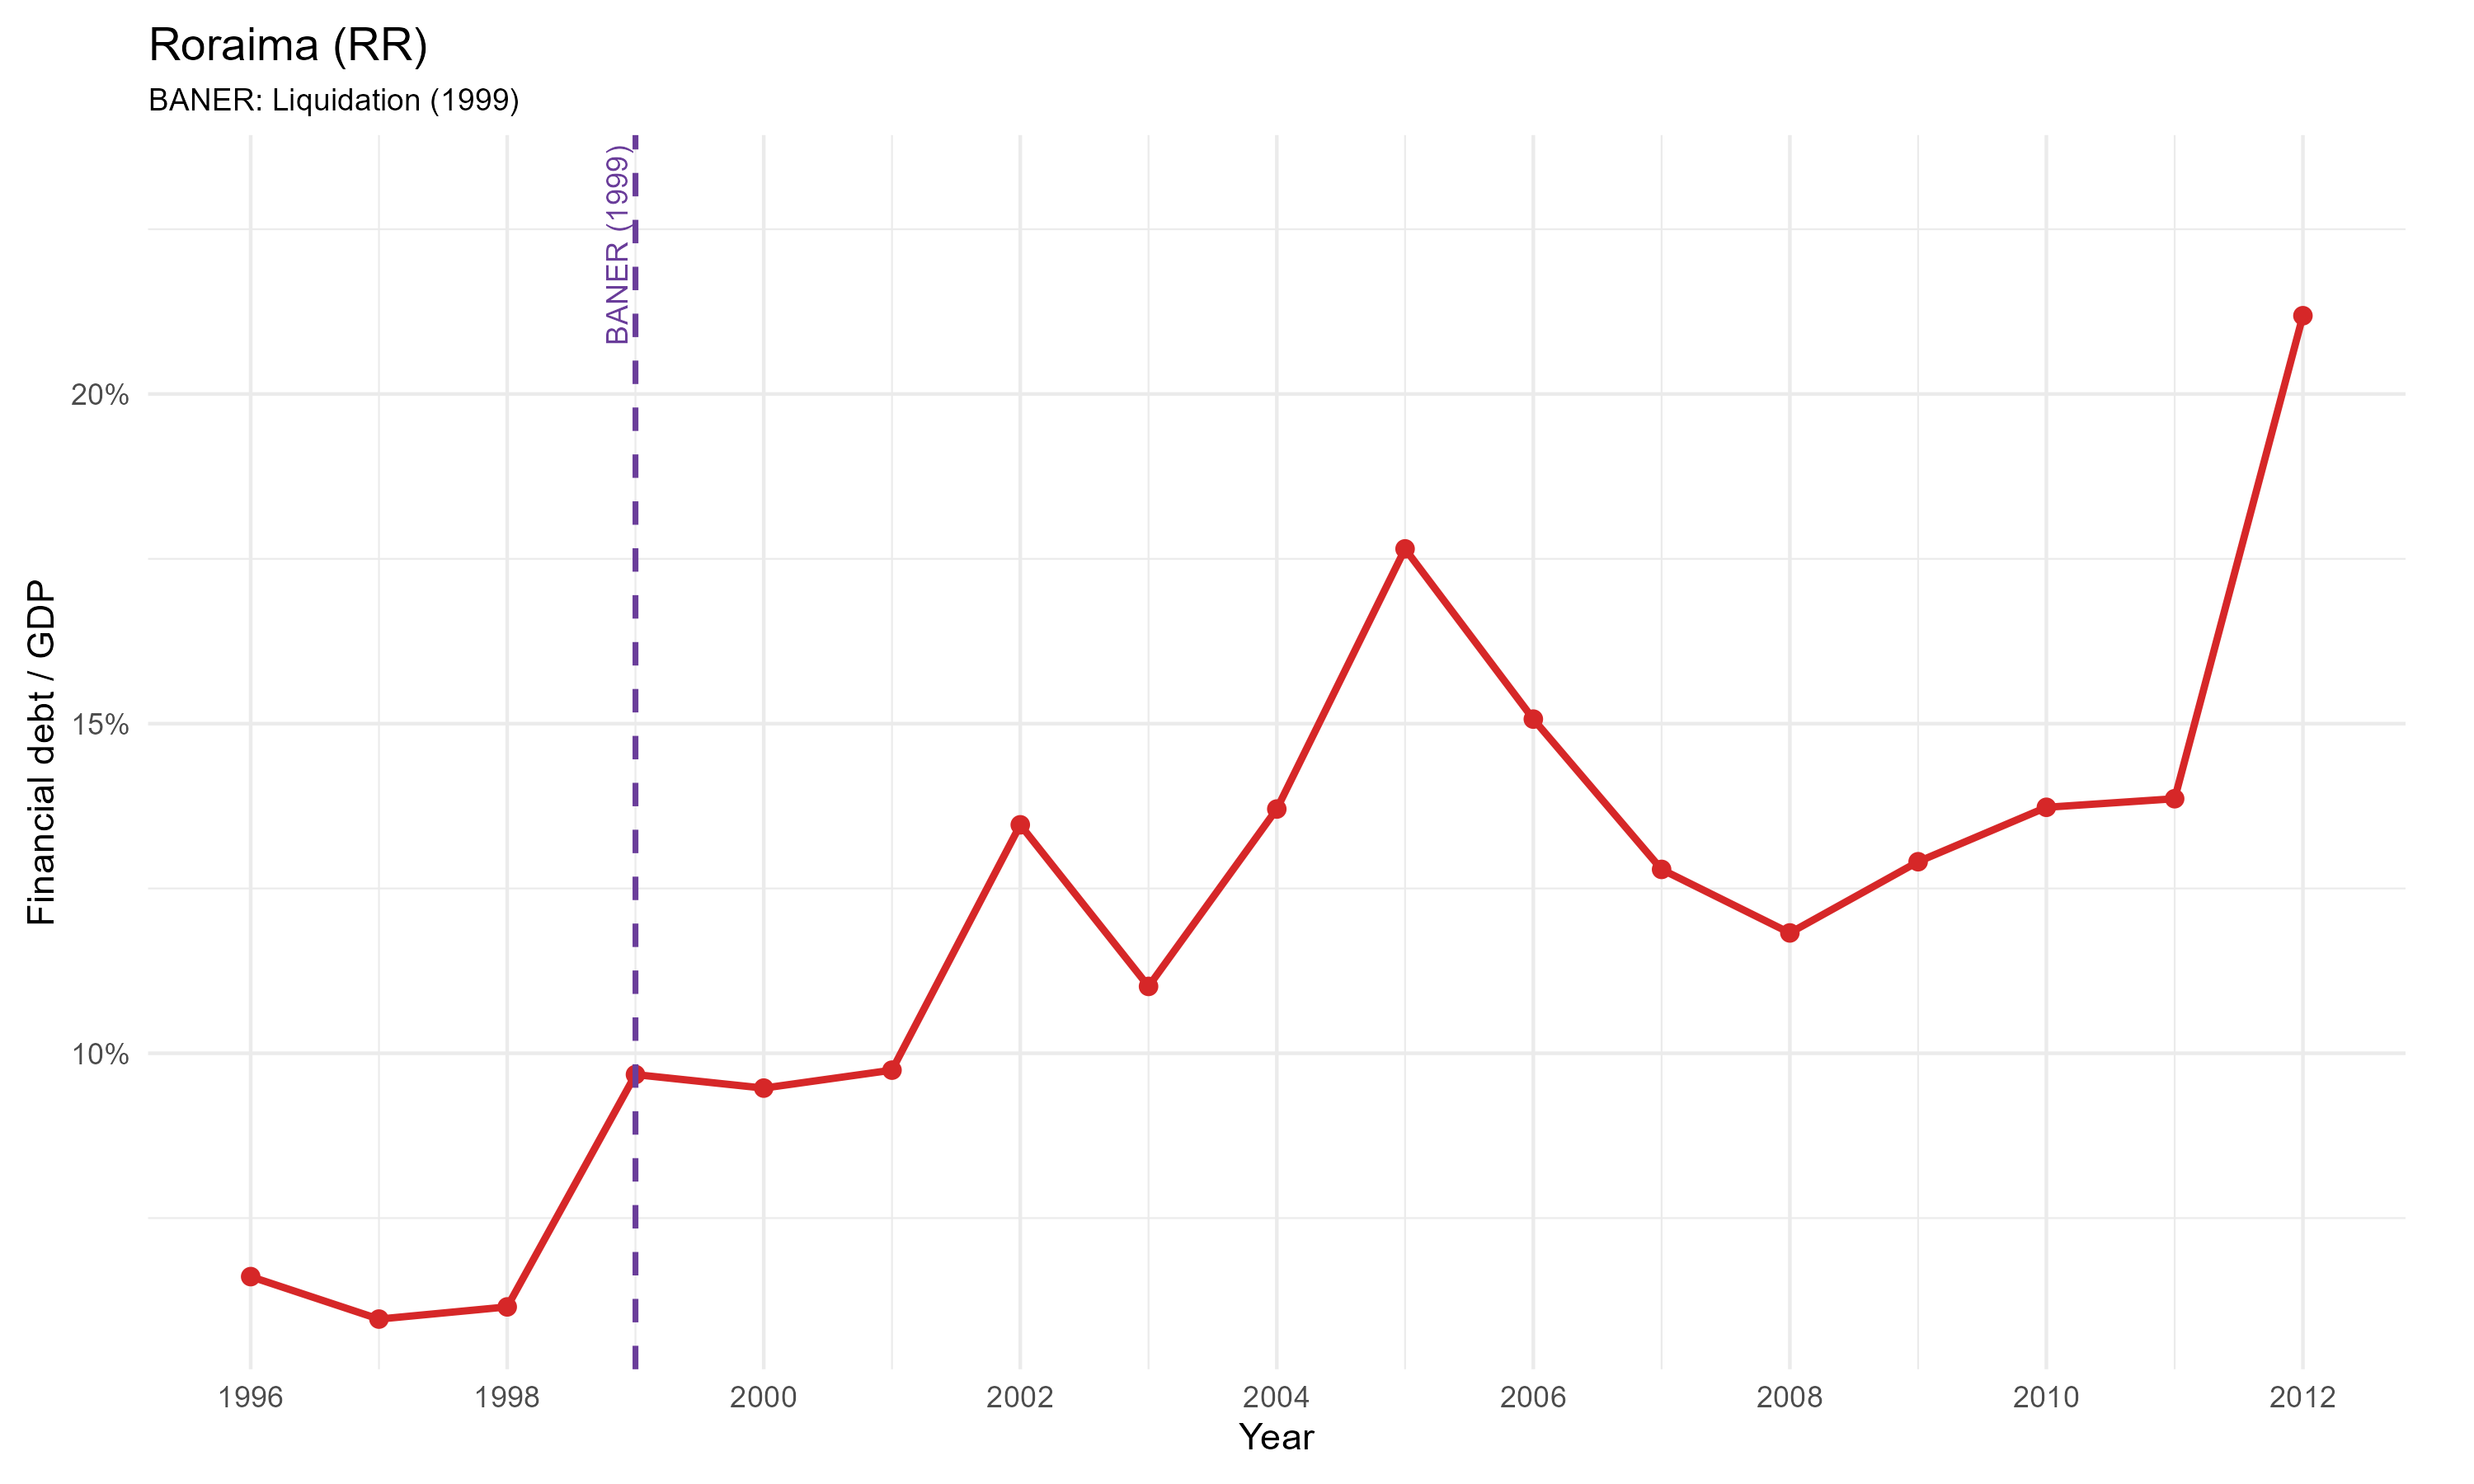 Roraima (RR)
BANER: Liquidation (1999)
BANER (1999)
Financial debt / GDP
20%
15%
10%
1996 1998 2000 2002 2004 2006 2008 2010 2012
Year